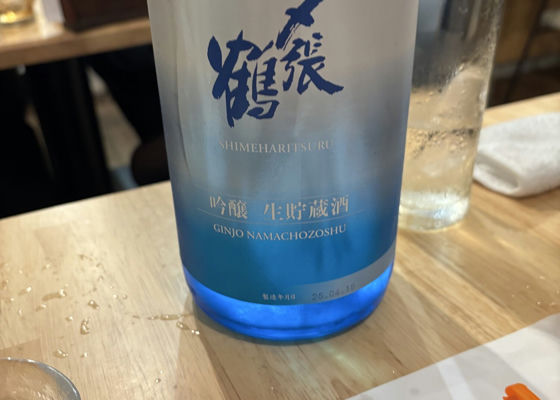 〆張鶴
SHIMEHARITSURU
吟醸 生貯蔵酒
GINJO NAMACHOZOSHU
製造年月日 25.04.16